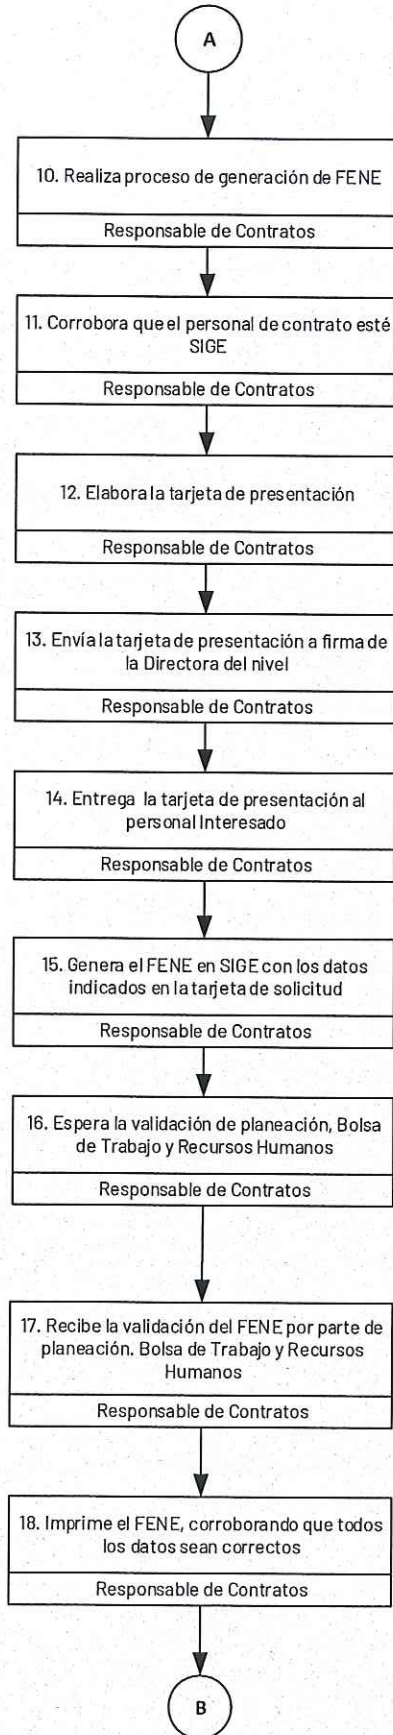 A
10. Realiza proceso de generación de FENE
Responsable de Contratos
11. Corrobora que el personal de contrato esté
SIGE
Responsable de Contratos
12. Elabora la tarjeta de presentación
Responsable de Contratos
13. Envía la tarjeta de presentación a firma de
la Directora del nivel
Responsable de Contratos
14. Entrega la tarjeta de presentación al
personal Interesado
Responsable de Contratos
15. Genera el FENE en SIGE con los datos
indicados en la tarjeta de solicitud
Responsable de Contratos
16. Espera la validación de planeación, Bolsa
de Trabajo y Recursos Humanos
Responsable de Contratos
17. Recibe la validación del FENE por parte de
planeación. Bolsa de Trabajo y Recursos
Humanos
Responsable de Contratos
18. Imprime el FENE, corroborando que todos
los datos sean correctos
Responsable de Contratos
B